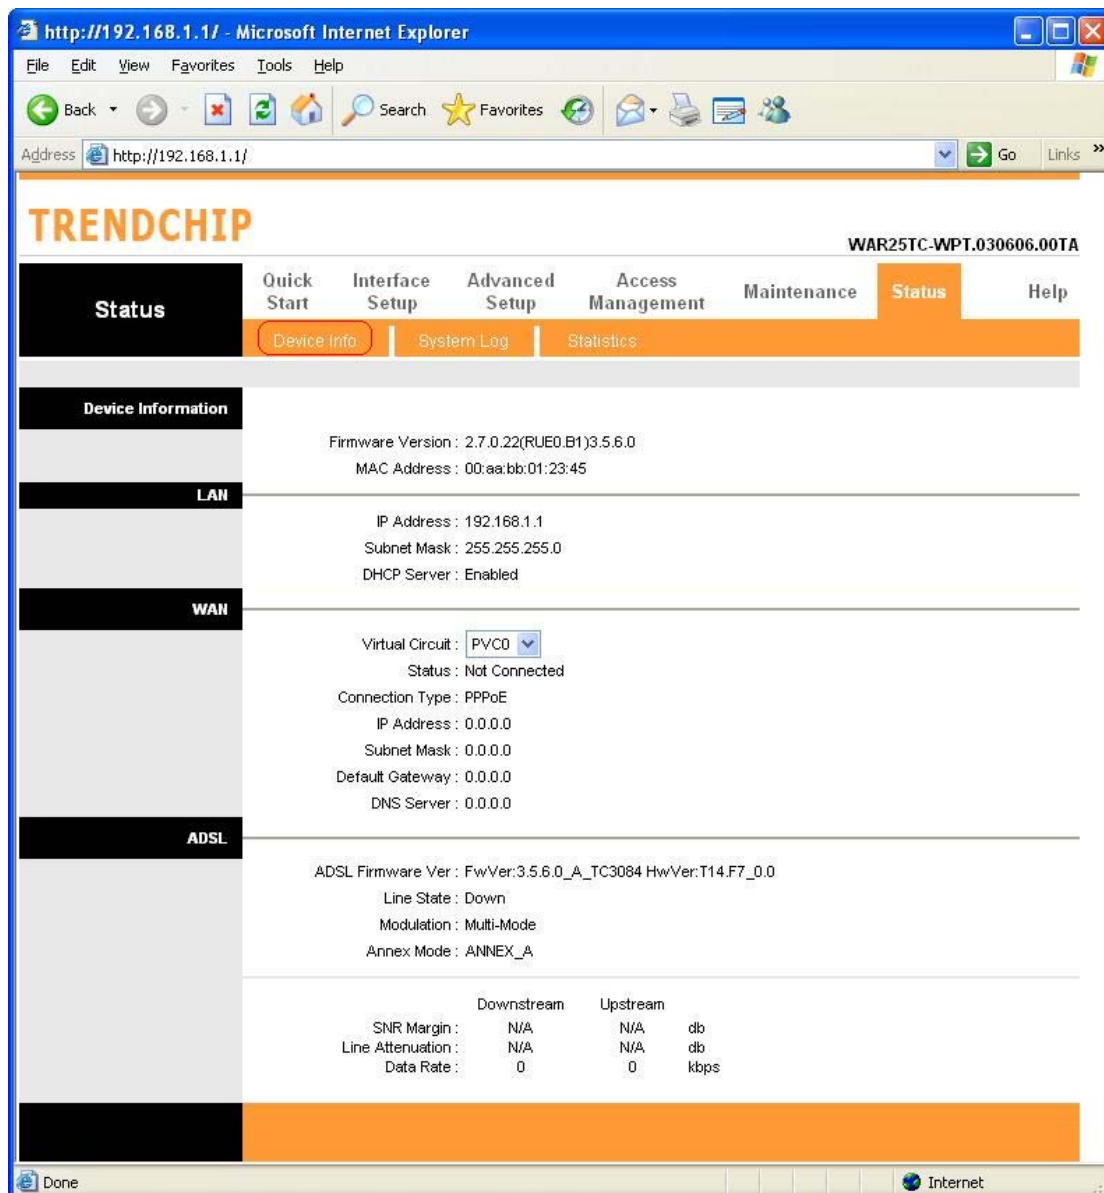 http://192.168.1.1/ - Microsoft Internet Explorer
File Edit View Favorites Tools Help
Back Search Favorites
Address http://192.168.1.1/ Go Links »
TRENDCHIP
WAR25TC-WPT.030606.00TA
Status
Quick Start Interface Setup Advanced Setup Access Management Maintenance Status Help
Device Info System Log Statistics
Device Information
Firmware Version : 2.7.0.22(RUE0.B1)3.5.6.0
MAC Address : 00:aa:bb:01:23:45
LAN
IP Address : 192.168.1.1
Subnet Mask : 255.255.255.0
DHCP Server : Enabled
WAN
Virtual Circuit : PVC0
Status : Not Connected
Connection Type : PPPoE
IP Address : 0.0.0.0
Subnet Mask : 0.0.0.0
Default Gateway : 0.0.0.0
DNS Server : 0.0.0.0
ADSL
ADSL Firmware Ver : FwVer:3.5.6.0_A_TC3084 HwVer:T14.F7_0.0
Line State : Down
Modulation : Multi-Mode
Annex Mode : ANNEX_A
Downstream Upstream
SNR Margin : N/A N/A db
Line Attenuation : N/A N/A db
Data Rate : 0 0 kbps
Done Internet